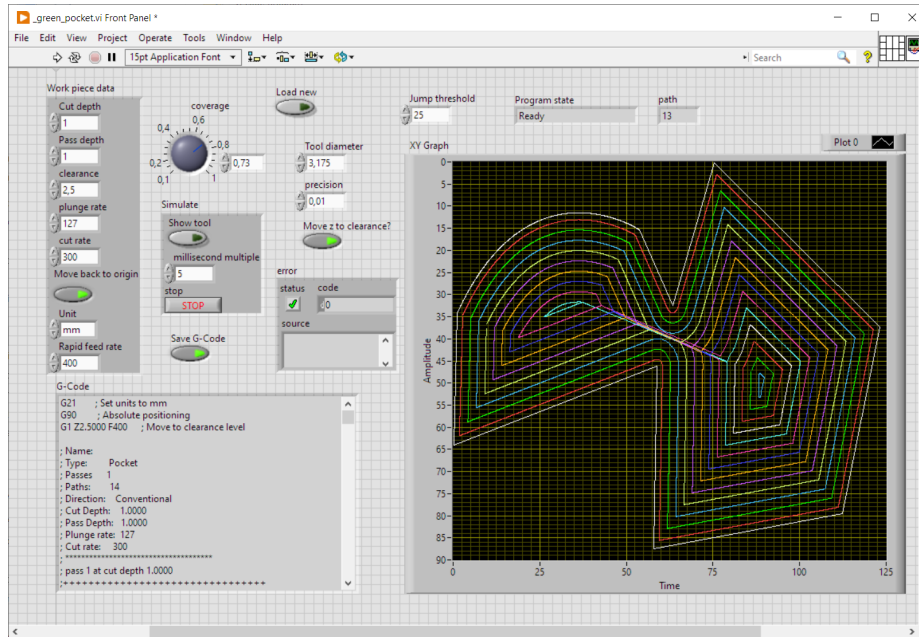 _green_pocket.vi Front Panel *
File Edit View Project Operate Tools Window Help
15pt Application Font
Search
Work piece data
Cut depth
1
Pass depth
1
clearance
2,5
plunge rate
127
cut rate
300
Move back to origin
Unit
mm
Rapid feed rate
400
coverage
0,1
0,2
0,4
0,6
0,8
1
0,73
Load new
Simulate
Show tool
millisecond multiple
5
stop
STOP
Save G-Code
Tool diameter
3,175
precision
0,01
Move z to clearance?
error
status code
0
source
Jump threshold
25
Program state
Ready
path
13
XY Graph
Plot 0
Amplitude
0
5
10
15
20
25
30
35
40
45
50
55
60
65
70
75
80
85
90
0 25 50 75 100 125
Time
G-Code
G21 ; Set units to mm
G90 ; Absolute positioning
G1 Z2.5000 F400 ; Move to clearance level
; Name:
; Type: Pocket
; Passes 1
; Paths: 14
; Direction: Conventional
; Cut Depth: 1.0000
; Pass Depth: 1.0000
; Plunge rate: 127
; Cut rate: 300
; ***********************************
; pass 1 at cut depth 1.0000
;++++++++++++++++++++++++++++++++